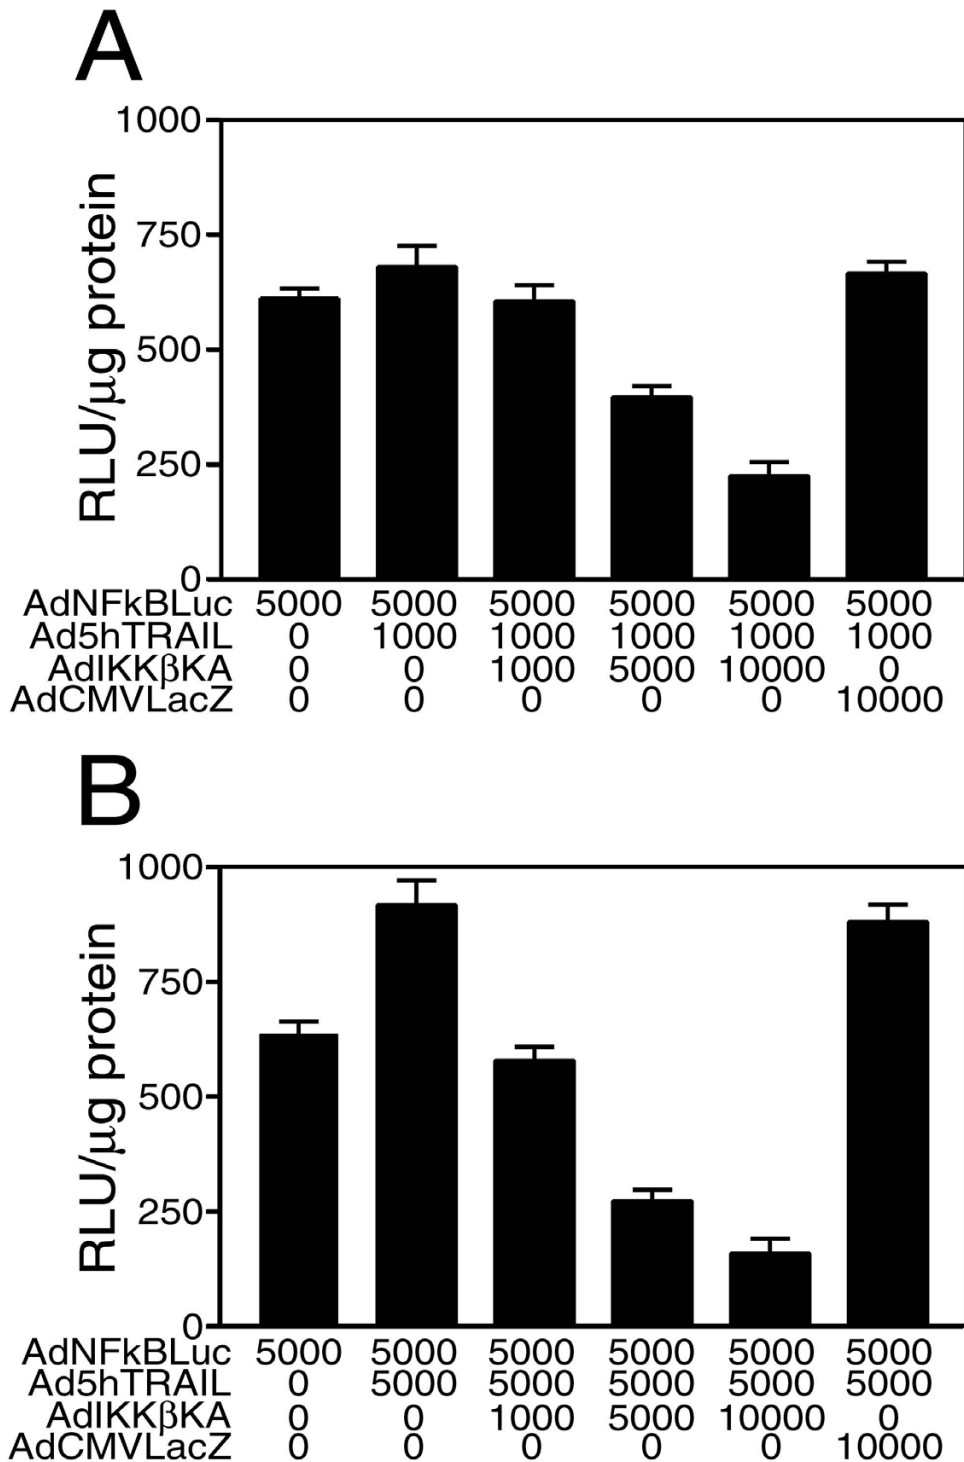 A
1000
750
500
250
0
RLU/μg protein
AdNFkBLuc 5000 5000 5000 5000 5000 5000
Ad5hTRAIL 0 1000 1000 1000 1000 1000
AdIKKβKA 0 0 1000 5000 10000 0
AdCMVLacZ 0 0 0 0 0 10000
B
1000
750
500
250
0
RLU/μg protein
AdNFkBLuc 5000 5000 5000 5000 5000 5000
Ad5hTRAIL 0 5000 5000 5000 5000 5000
AdIKKβKA 0 0 1000 5000 10000 0
AdCMVLacZ 0 0 0 0 0 10000